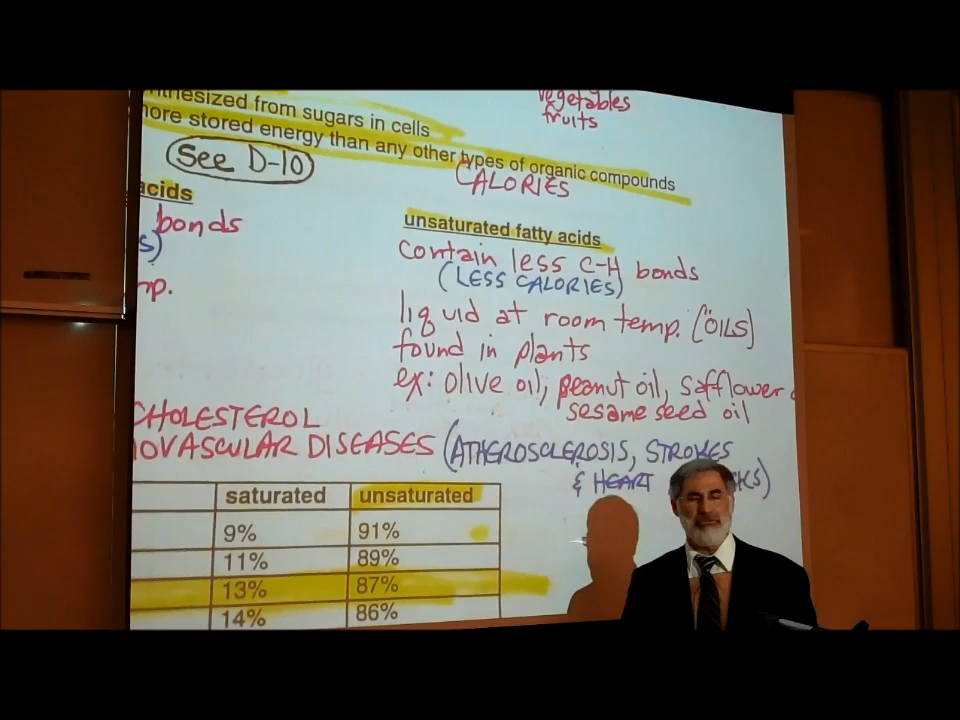 vegetables
fruits
nthesized from sugars in cells
more stored energy than any other types of organic compounds
See D-10
CALORIES
acids
bonds
s)
mp.
unsaturated fatty acids
contain less C-H bonds
(LESS CALORIES)
liquid at room temp. (OILS)
found in plants
ex: olive oil, peanut oil, safflower
sesame seed oil
CHOLESTEROL
OVASCULAR DISEASES (ATHEROSCLEROSIS, STROKES
& HEART CKS)
saturated unsaturated
9% 91%
11% 89%
13% 87%
14% 86%